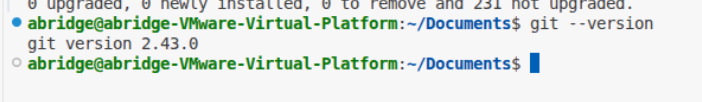 0 upgraded, 0 newly installed, 0 to remove and 231 not upgraded.
abridge@abridge-VMware-Virtual-Platform:~/Documents$ git --version
git version 2.43.0
abridge@abridge-VMware-Virtual-Platform:~/Documents$